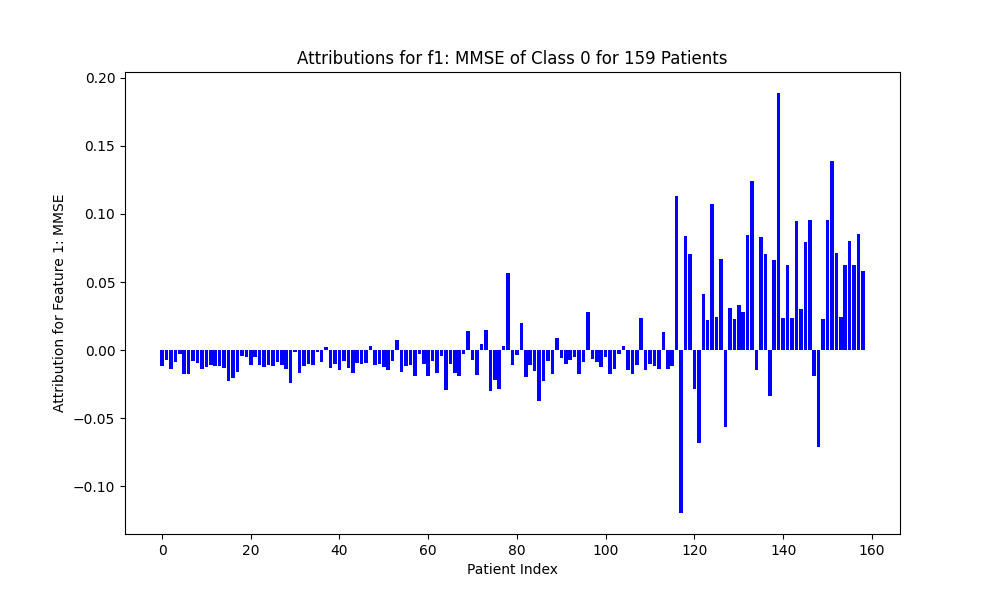 Attributions for f1: MMSE of Class 0 for 159 Patients
Attribution for Feature 1: MMSE
0.20
0.15
0.10
0.05
0.00
−0.05
−0.10
0 20 40 60 80 100 120 140 160
Patient Index